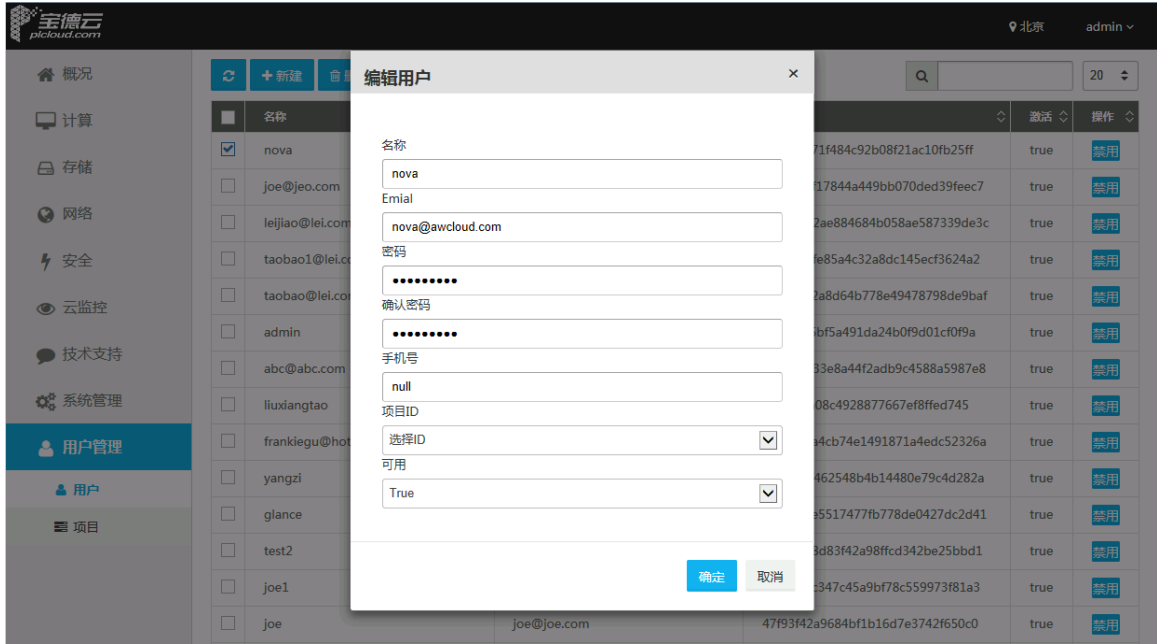 宝德云
plcloud.com
北京
admin
概况
计算
存储
网络
安全
云监控
技术支持
系统管理
用户管理
用户
项目
新建
20
名称
激活
操作
nova
71f484c92b08f21ac10fb25ff
true
禁用
joe@jeo.com
f17844a449bb070ded39feec7
true
禁用
leijiao@lei.com
2ae884684b058ae587339de3c
true
禁用
taobao1@lei.co
fe85a4c32a8dc145ecf3624a2
true
禁用
taobao@lei.co
2a8d64b778e49478798de9baf
true
禁用
admin
5bf5a491da24b0f9d01cf0f9a
true
禁用
abc@abc.com
33e8a44f2adb9c4588a5987e8
true
禁用
liuxiangtao
08c4928877667ef8ffed745
true
禁用
frankiegu@hot
a4cb74e1491871a4edc52326a
true
禁用
yangzi
462548b4b14480e79c4d282a
true
禁用
glance
e5517477fb778de0427dc2d41
true
禁用
test2
3d83f42a98ffcd342be25bbd1
true
禁用
joe1
c347c45a9bf78c559973f81a3
true
禁用
joe
joe@joe.com
47f93f42a9684bf1b16d7e3742f650c0
true
禁用
编辑用户
×
名称
nova
Emial
nova@awcloud.com
密码
●●●●●●●●●
确认密码
●●●●●●●●●
手机号
null
项目ID
选择ID
可用
True
确定
取消